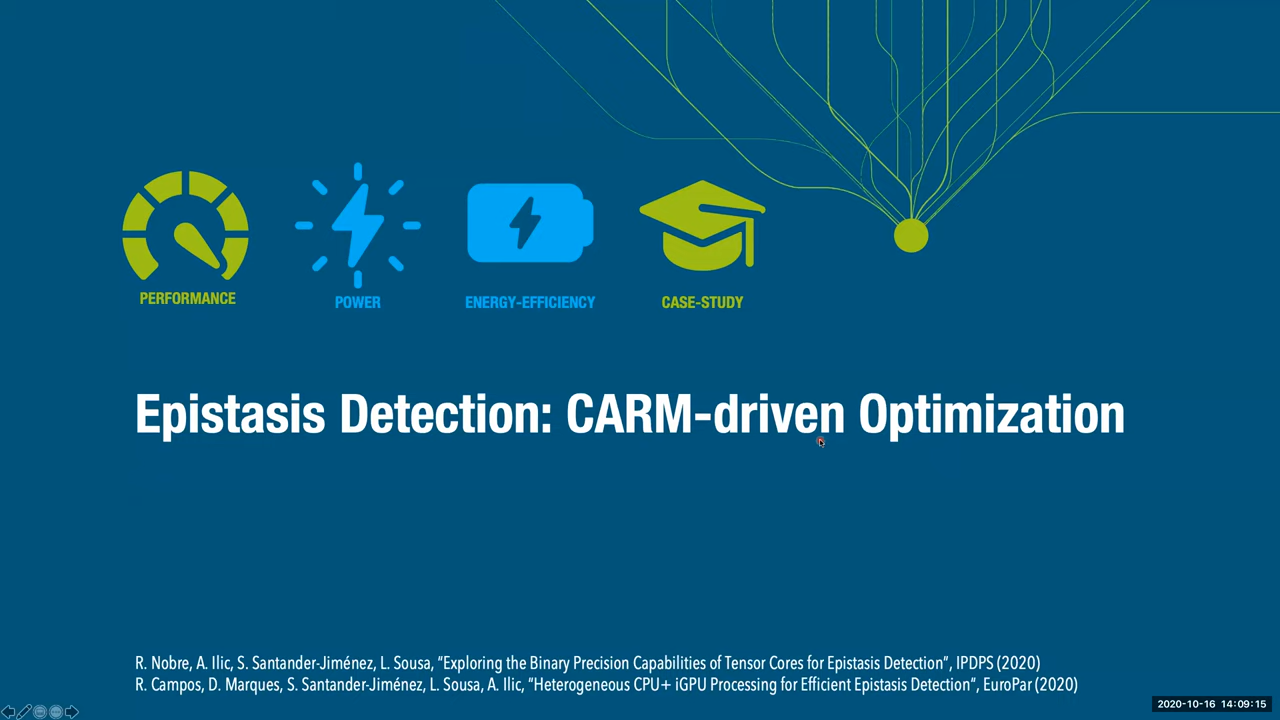 PERFORMANCE
POWER
ENERGY-EFFICIENCY
CASE-STUDY
Epistasis Detection: CARM-driven Optimization
R. Nobre, A. Ilic, S. Santander-Jiménez, L. Sousa, “Exploring the Binary Precision Capabilities of Tensor Cores for Epistasis Detection”, IPDPS (2020)
R. Campos, D. Marques, S. Santander-Jiménez, L. Sousa, A. Ilic, “Heterogeneous CPU+ iGPU Processing for Efficient Epistasis Detection“, EuroPar (2020)
2020-10-16 14:09:15